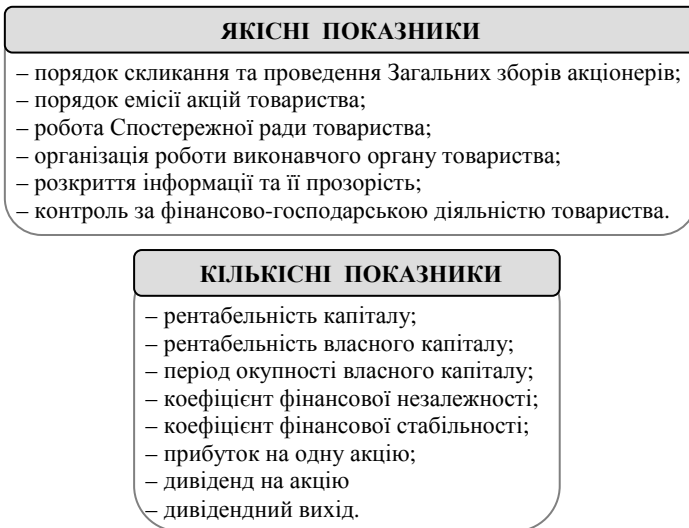 ЯКІСНІ ПОКАЗНИКИ
– порядок скликання та проведення Загальних зборів акціонерів;
– порядок емісії акцій товариства;
– робота Спостережної ради товариства;
– організація роботи виконавчого органу товариства;
– розкриття інформації та її прозорість;
– контроль за фінансово-господарською діяльністю товариства.
КІЛЬКІСНІ ПОКАЗНИКИ
– рентабельність капіталу;
– рентабельність власного капіталу;
– період окупності власного капіталу;
– коефіцієнт фінансової незалежності;
– коефіцієнт фінансової стабільності;
– прибуток на одну акцію;
– дивіденд на акцію
– дивідендний вихід.